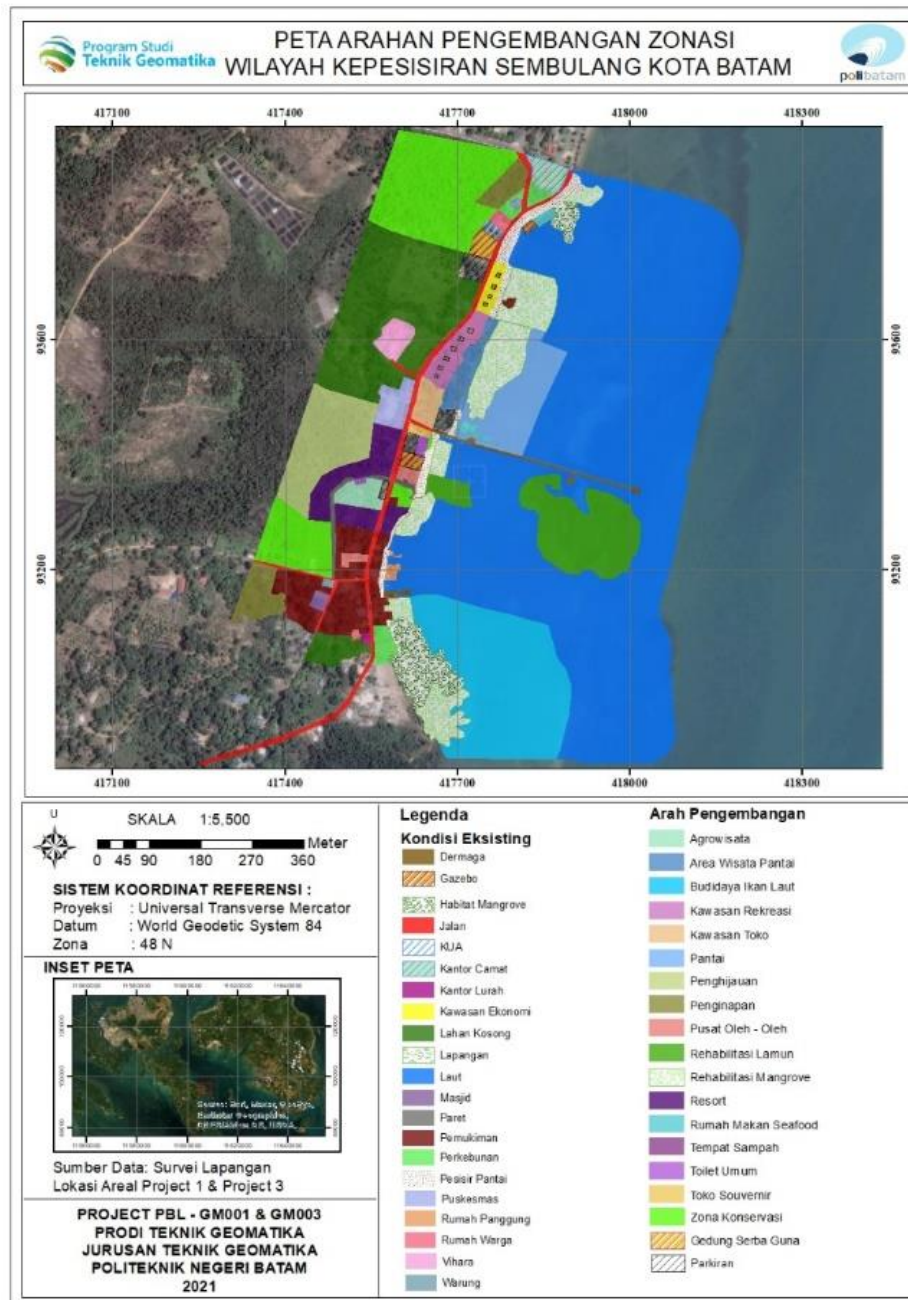 Program Studi
Teknik Geomatika
PETA ARAHAN PENGEMBANGAN ZONASI
WILAYAH KEPESISIRAN SEMBULANG KOTA BATAM
polibatam
417100 417400 417700 418000 418300
93600 93600
93200 93200
417100 417400 417700 418000 418300
U
SKALA 1:5,500
Meter
0 45 90 180 270 360
SISTEM KOORDINAT REFERENSI :
Proyeksi : Universal Transverse Mercator
Datum : World Geodetic System 84
Zona : 48 N
INSET PETA
Sumber Data: Survei Lapangan
Lokasi Areal Project 1 & Project 3
PROJECT PBL - GM001 & GM003
PRODI TEKNIK GEOMATIKA
JURUSAN TEKNIK GEOMATIKA
POLITEKNIK NEGERI BATAM
2021
Legenda
Kondisi Eksisting
Dermaga
Gazebo
Habitat Mangrove
Jalan
KUA
Kantor Camat
Kantor Lurah
Kawasan Ekonomi
Lahan Kosong
Lapangan
Laut
Masjid
Paret
Pemukiman
Perkebunan
Pesisir Pantai
Puskesmas
Rumah Panggung
Rumah Warga
Vihara
Warung
Arah Pengembangan
Agrowisata
Area Wisata Pantai
Budidaya Ikan Laut
Kawasan Rekreasi
Kawasan Toko
Pantai
Penghijauan
Penginapan
Pusat Oleh - Oleh
Rehabilitasi Lamun
Rehabilitasi Mangrove
Resort
Rumah Makan Seafood
Tempat Sampah
Toilet Umum
Toko Souvernir
Zona Konservasi
Gedung Serba Guna
Parkiran